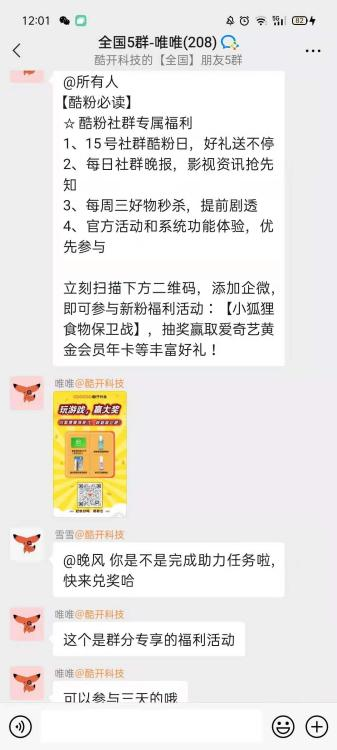 12:01
82
全国5群-唯唯(208)
酷开科技的【全国】朋友5群
@所有人
【酷粉必读】
☆酷粉社群专属福利
1、15号社群酷粉日，好礼送不停
2、每日社群晚报，影视资讯抢先
知
3、每周三好物秒杀，提前剧透
4、官方活动和系统功能体验，优
先参与
立刻扫描下方二维码，添加企微，
即可参与新粉福利活动：【小狐狸
食物保卫战】，抽奖赢取爱奇艺黄
金会员年卡等丰富好礼！
唯唯@酷开科技
玩游戏，赢大奖
雪雪@酷开科技
@晚风 你是不是完成助力任务啦，
快来兑奖哈
唯唯@酷开科技
这个是群分专享的福利活动
唯唯@酷开科技
可以参与三天的哦